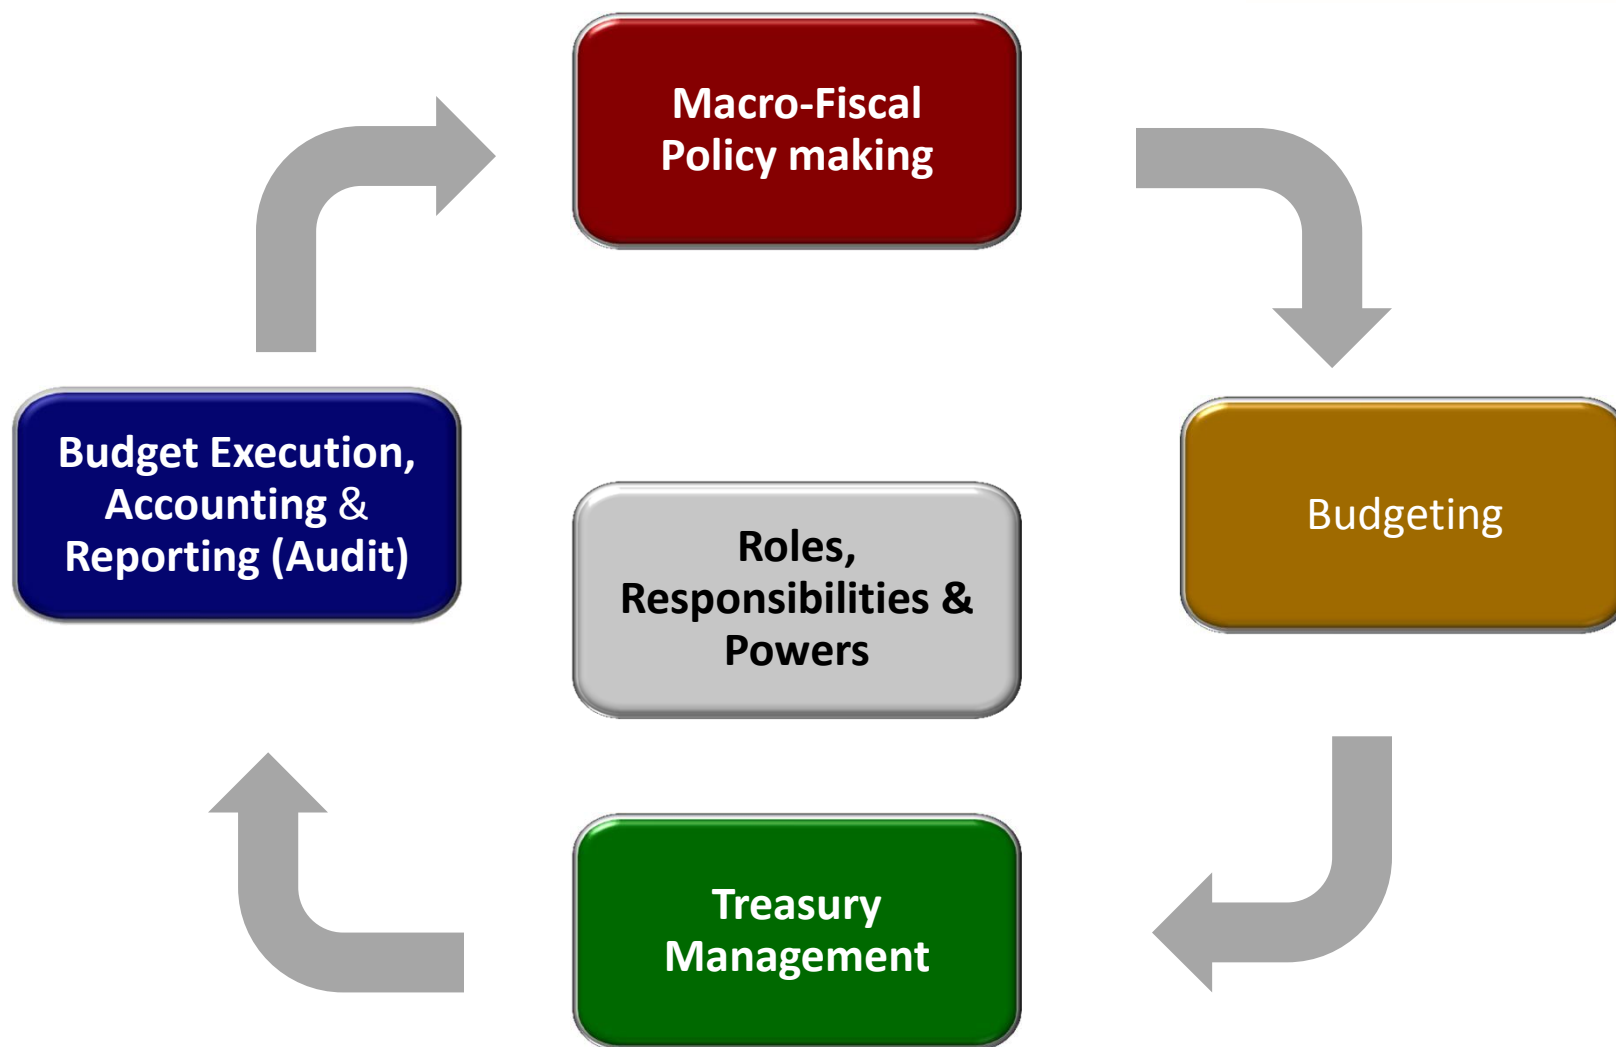 Macro-Fiscal
Policy making
Budget Execution,
Accounting &
Reporting (Audit)
Roles,
Responsibilities &
Powers
Budgeting
Treasury
Management